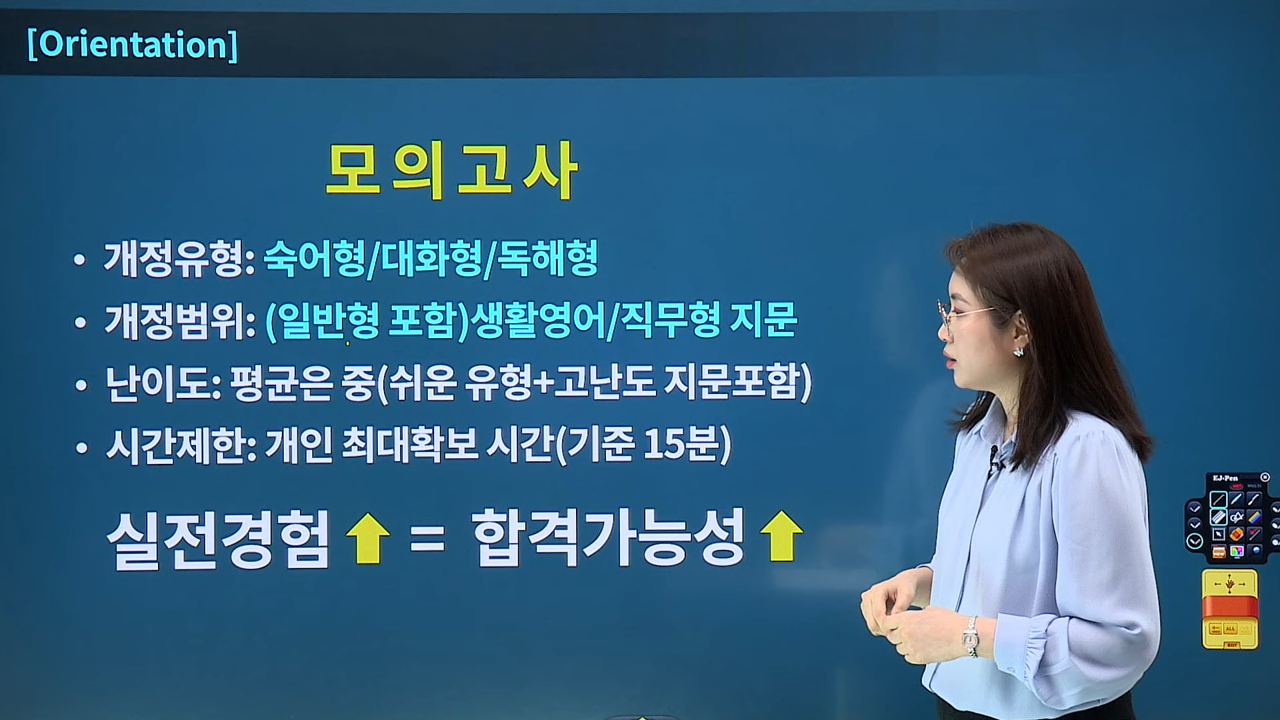 [Orientation]
모의고사
• 개정유형: 숙어형/대화형/독해형
• 개정범위: (일반형 포함)생활영어/직무형 지문
• 난이도: 평균은 중(쉬운 유형+고난도 지문포함)
• 시간제한: 개인 최대확보 시간(기준 15분)
실전경험⬆ = 합격가능성⬆
EJ-Pen
ALL